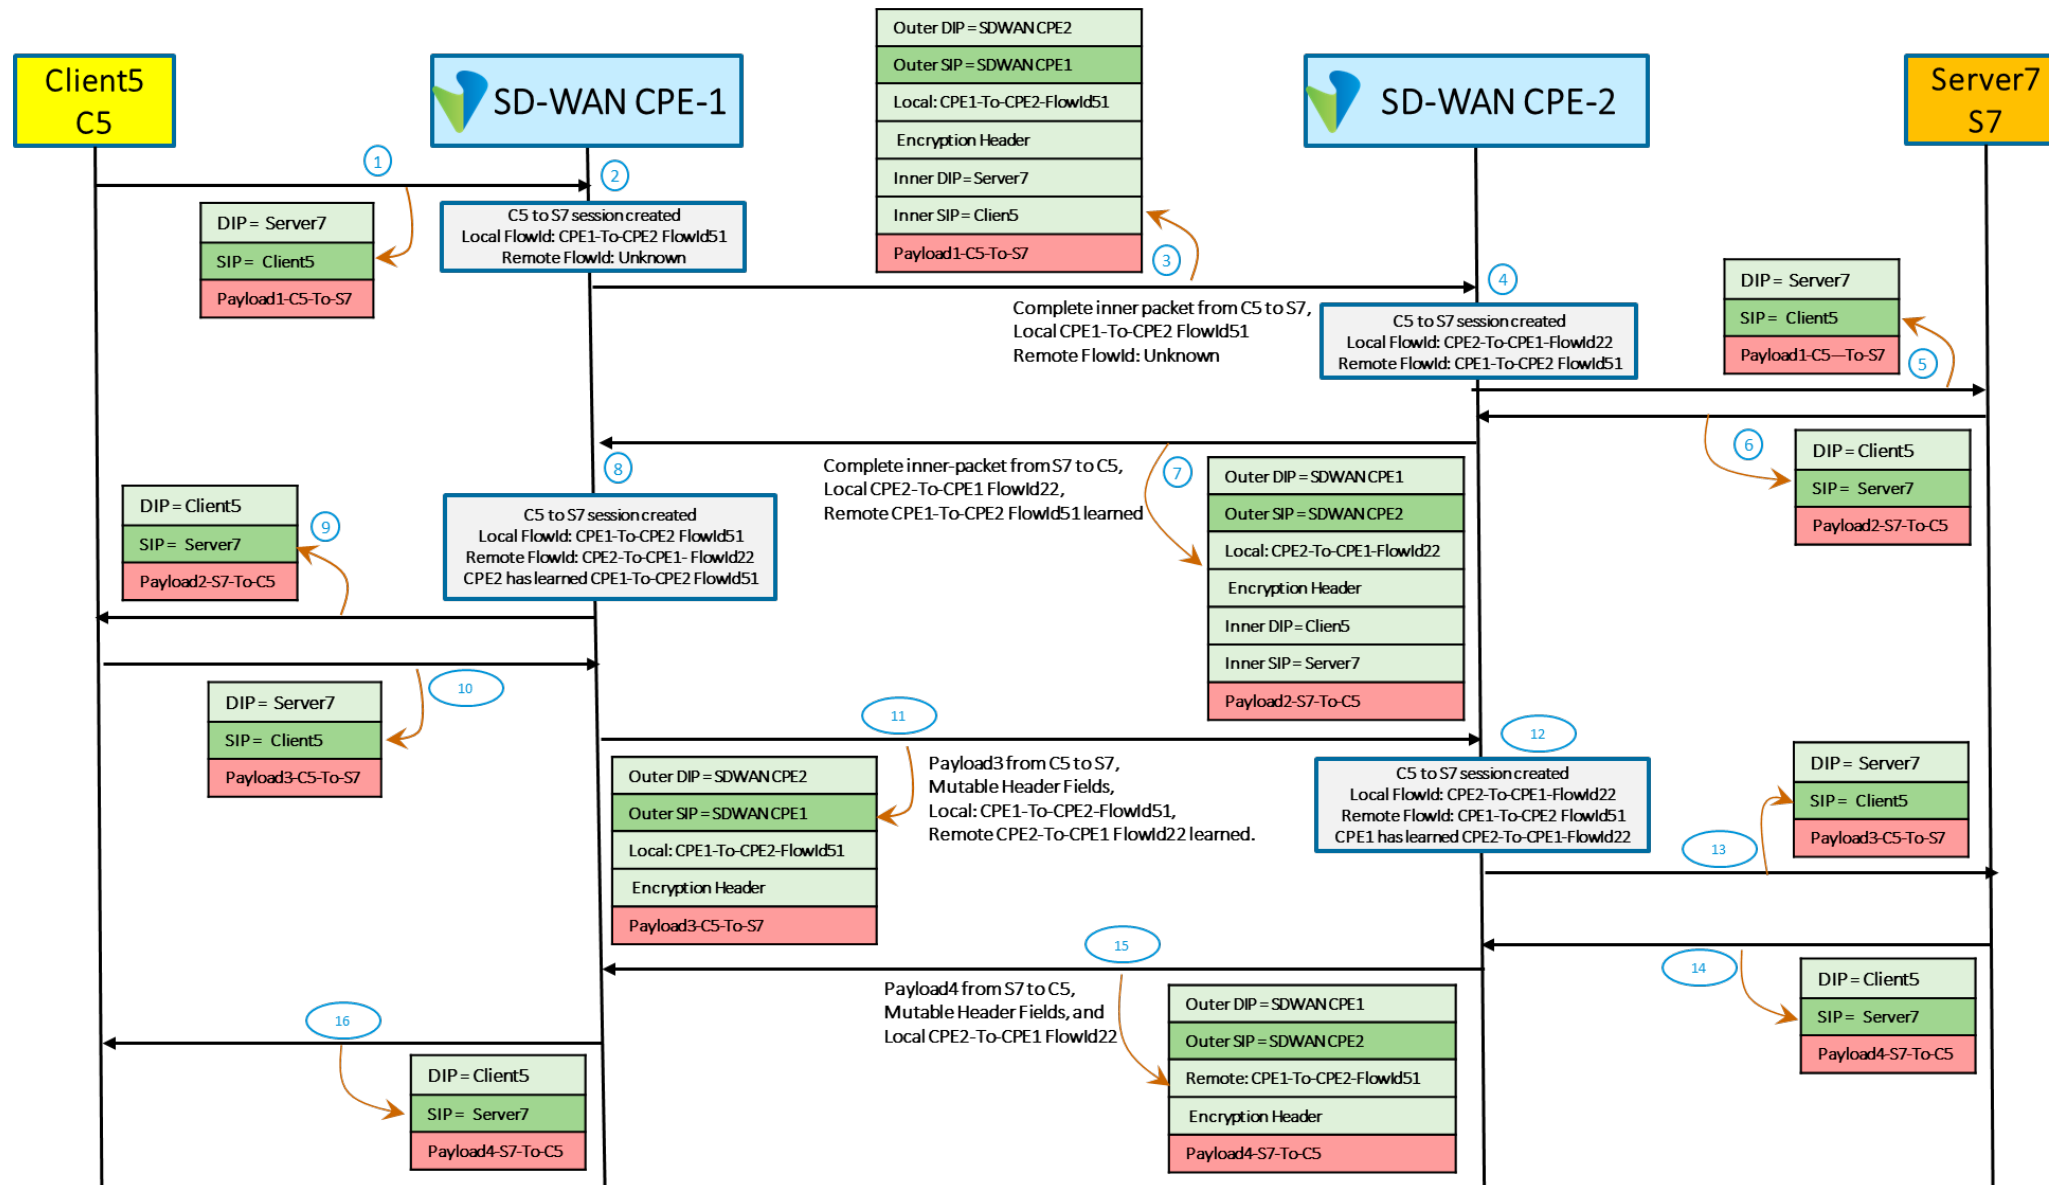 Client5
C5
SD-WAN CPE-1
SD-WAN CPE-2
Server7
S7
1
DIP = Server7
SIP = Client5
Payload1-C5-To-S7
2
C5 to S7 session created
Local FlowId: CPE1-To-CPE2 FlowId51
Remote FlowId: Unknown
Outer DIP = SDWAN CPE2
Outer SIP = SDWAN CPE1
Local: CPE1-To-CPE2-FlowId51
Encryption Header
Inner DIP = Server7
Inner SIP = Clien5
Payload1-C5-To-S7
3
Complete inner packet from C5 to S7,
Local CPE1-To-CPE2 FlowId51
Remote FlowId: Unknown
4
C5 to S7 session created
Local FlowId: CPE2-To-CPE1-FlowId22
Remote FlowId: CPE1-To-CPE2 FlowId51
DIP = Server7
SIP = Client5
Payload1-C5—To-S7
5
6
DIP = Client5
SIP = Server7
Payload2-S7-To-C5
7
Complete inner-packet from S7 to C5,
Local CPE2-To-CPE1 FlowId22,
Remote CPE1-To-CPE2 FlowId51 learned
Outer DIP = SDWAN CPE1
Outer SIP = SDWAN CPE2
Local: CPE2-To-CPE1-FlowId22
Encryption Header
Inner DIP = Clien5
Inner SIP = Server7
Payload2-S7-To-C5
8
C5 to S7 session created
Local FlowId: CPE1-To-CPE2 FlowId51
Remote FlowId: CPE2-To-CPE1- FlowId22
CPE2 has learned CPE1-To-CPE2 FlowId51
9
DIP = Client5
SIP = Server7
Payload2-S7-To-C5
10
DIP = Server7
SIP = Client5
Payload3-C5-To-S7
11
Payload3 from C5 to S7,
Mutable Header Fields,
Local: CPE1-To-CPE2-FlowId51,
Remote CPE2-To-CPE1 FlowId22 learned.
Outer DIP = SDWAN CPE2
Outer SIP = SDWAN CPE1
Local: CPE1-To-CPE2-FlowId51
Encryption Header
Payload3-C5-To-S7
12
C5 to S7 session created
Local FlowId: CPE2-To-CPE1-FlowId22
Remote FlowId: CPE1-To-CPE2 FlowId51
CPE1 has learned CPE2-To-CPE1-FlowId22
13
DIP = Server7
SIP = Client5
Payload3-C5-To-S7
14
DIP = Client5
SIP = Server7
Payload4-S7-To-C5
15
Payload4 from S7 to C5,
Mutable Header Fields, and
Local CPE2-To-CPE1 FlowId22
Outer DIP = SDWAN CPE1
Outer SIP = SDWAN CPE2
Remote: CPE1-To-CPE2-FlowId51
Encryption Header
Payload4-S7-To-C5
16
DIP = Client5
SIP = Server7
Payload4-S7-To-C5